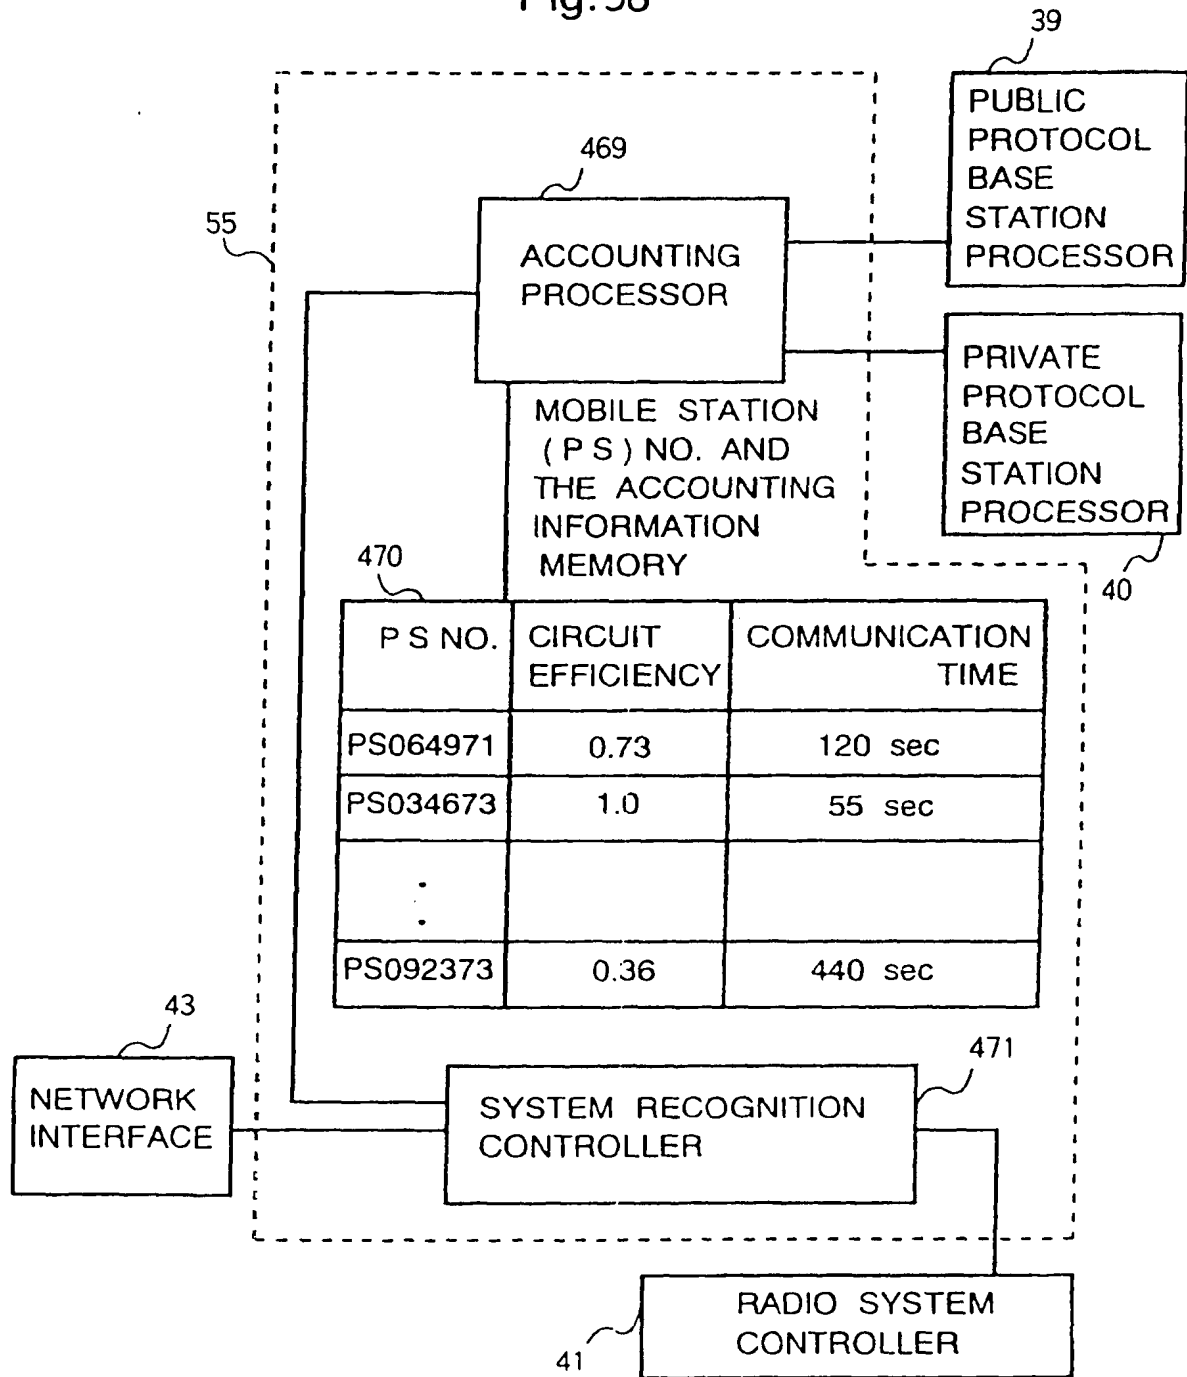 Fig. 58
39
PUBLIC
PROTOCOL
BASE
STATION
PROCESSOR
469
ACCOUNTING
PROCESSOR
55
PRIVATE
PROTOCOL
BASE
STATION
PROCESSOR
40
MOBILE STATION
(PS) NO. AND
THE ACCOUNTING
INFORMATION
MEMORY
470
PS NO. CIRCUIT EFFICIENCY COMMUNICATION TIME
PS064971 0.73 120 sec
PS034673 1.0 55 sec
PS092373 0.36 440 sec
43
NETWORK
INTERFACE
471
SYSTEM RECOGNITION
CONTROLLER
RADIO SYSTEM
CONTROLLER
41